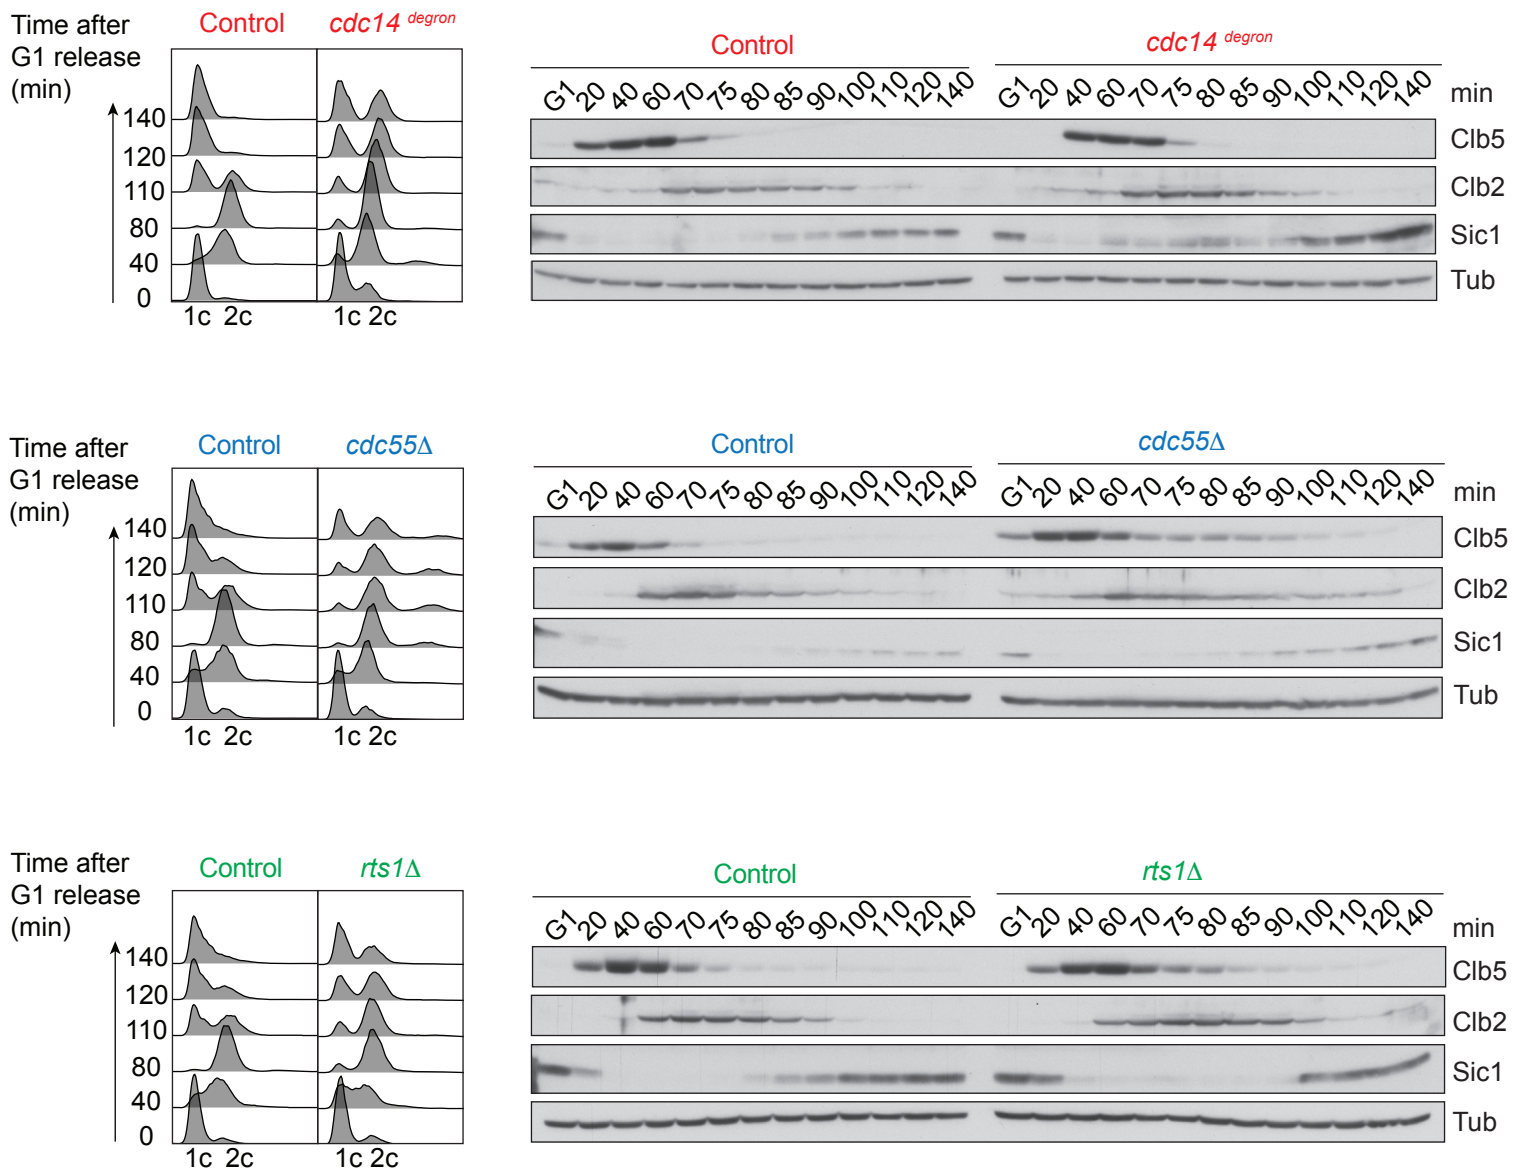 Time after
G1 release
(min)
Control
cdc14 degron
140
120
110
80
40
0
1c 2c
1c 2c
Control
cdc14 degron
G1 20 40 60 70 75 80 85 90 100 110 120 140
G1 20 40 60 70 75 80 85 90 100 110 120 140
min
Clb5
Clb2
Sic1
Tub
Time after
G1 release
(min)
Control
cdc55Δ
140
120
110
80
40
0
1c 2c
1c 2c
Control
cdc55Δ
G1 20 40 60 70 75 80 85 90 100 110 120 140
G1 20 40 60 70 75 80 85 90 100 110 120 140
min
Clb5
Clb2
Sic1
Tub
Time after
G1 release
(min)
Control
rts1Δ
140
120
110
80
40
0
1c 2c
1c 2c
Control
rts1Δ
G1 20 40 60 70 75 80 85 90 100 110 120 140
G1 20 40 60 70 75 80 85 90 100 110 120 140
min
Clb5
Clb2
Sic1
Tub